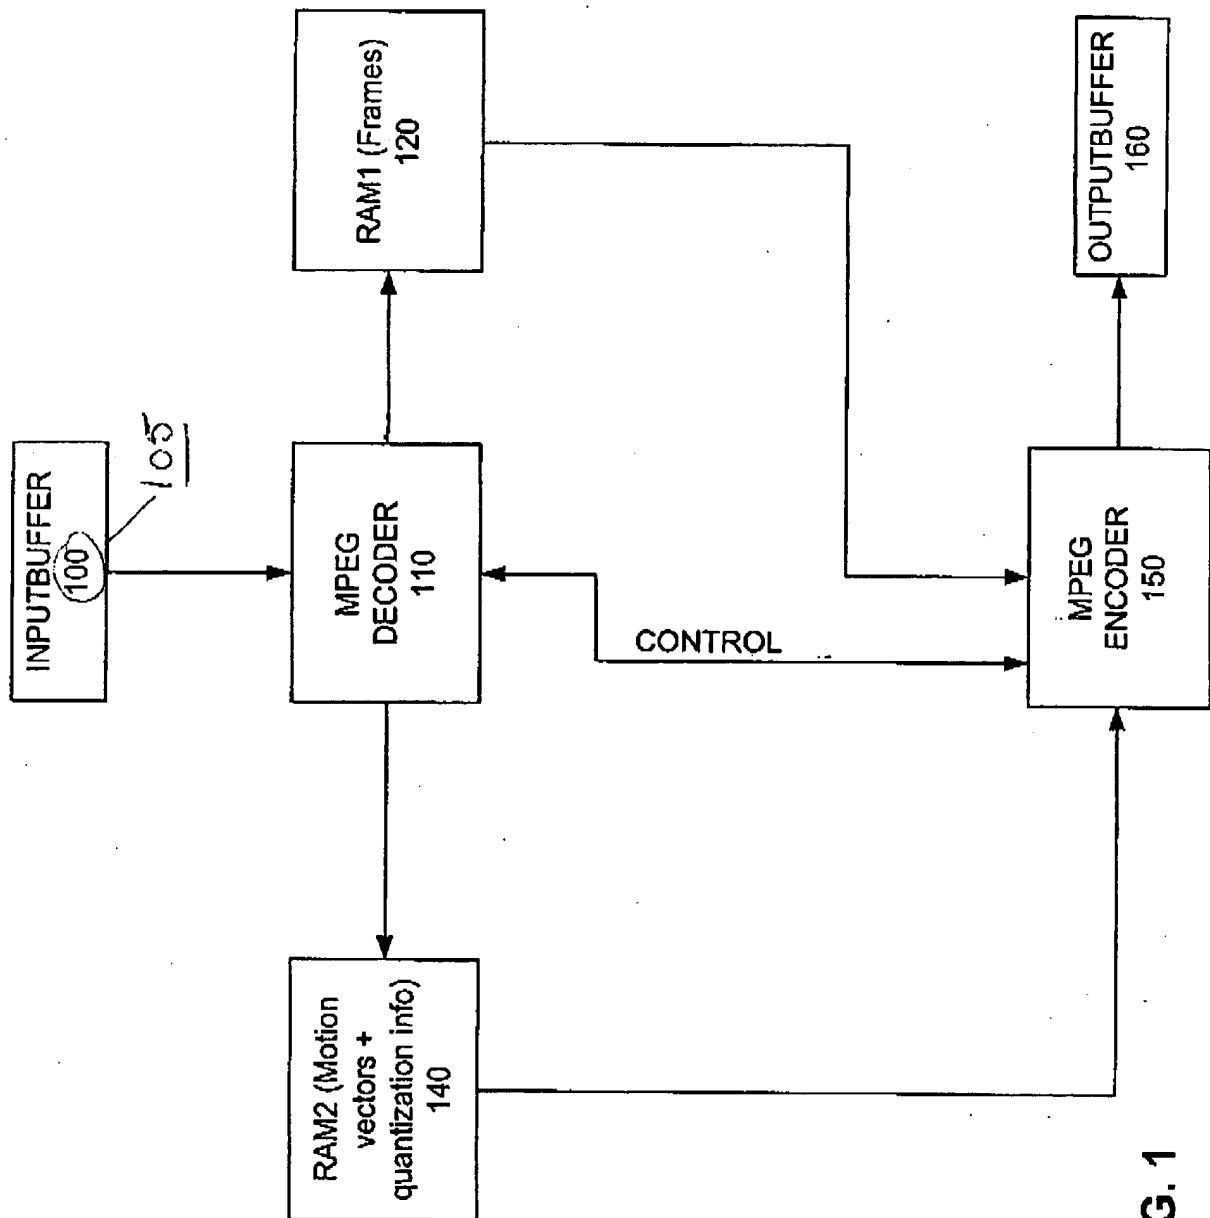 INPUTBUFFER
100
105
MPEG
DECODER
110
RAM1 (Frames)
120
RAM2 (Motion
vectors +
quantization info)
140
CONTROL
MPEG
ENCODER
150
OUTPUTBUFFER
160
G. 1